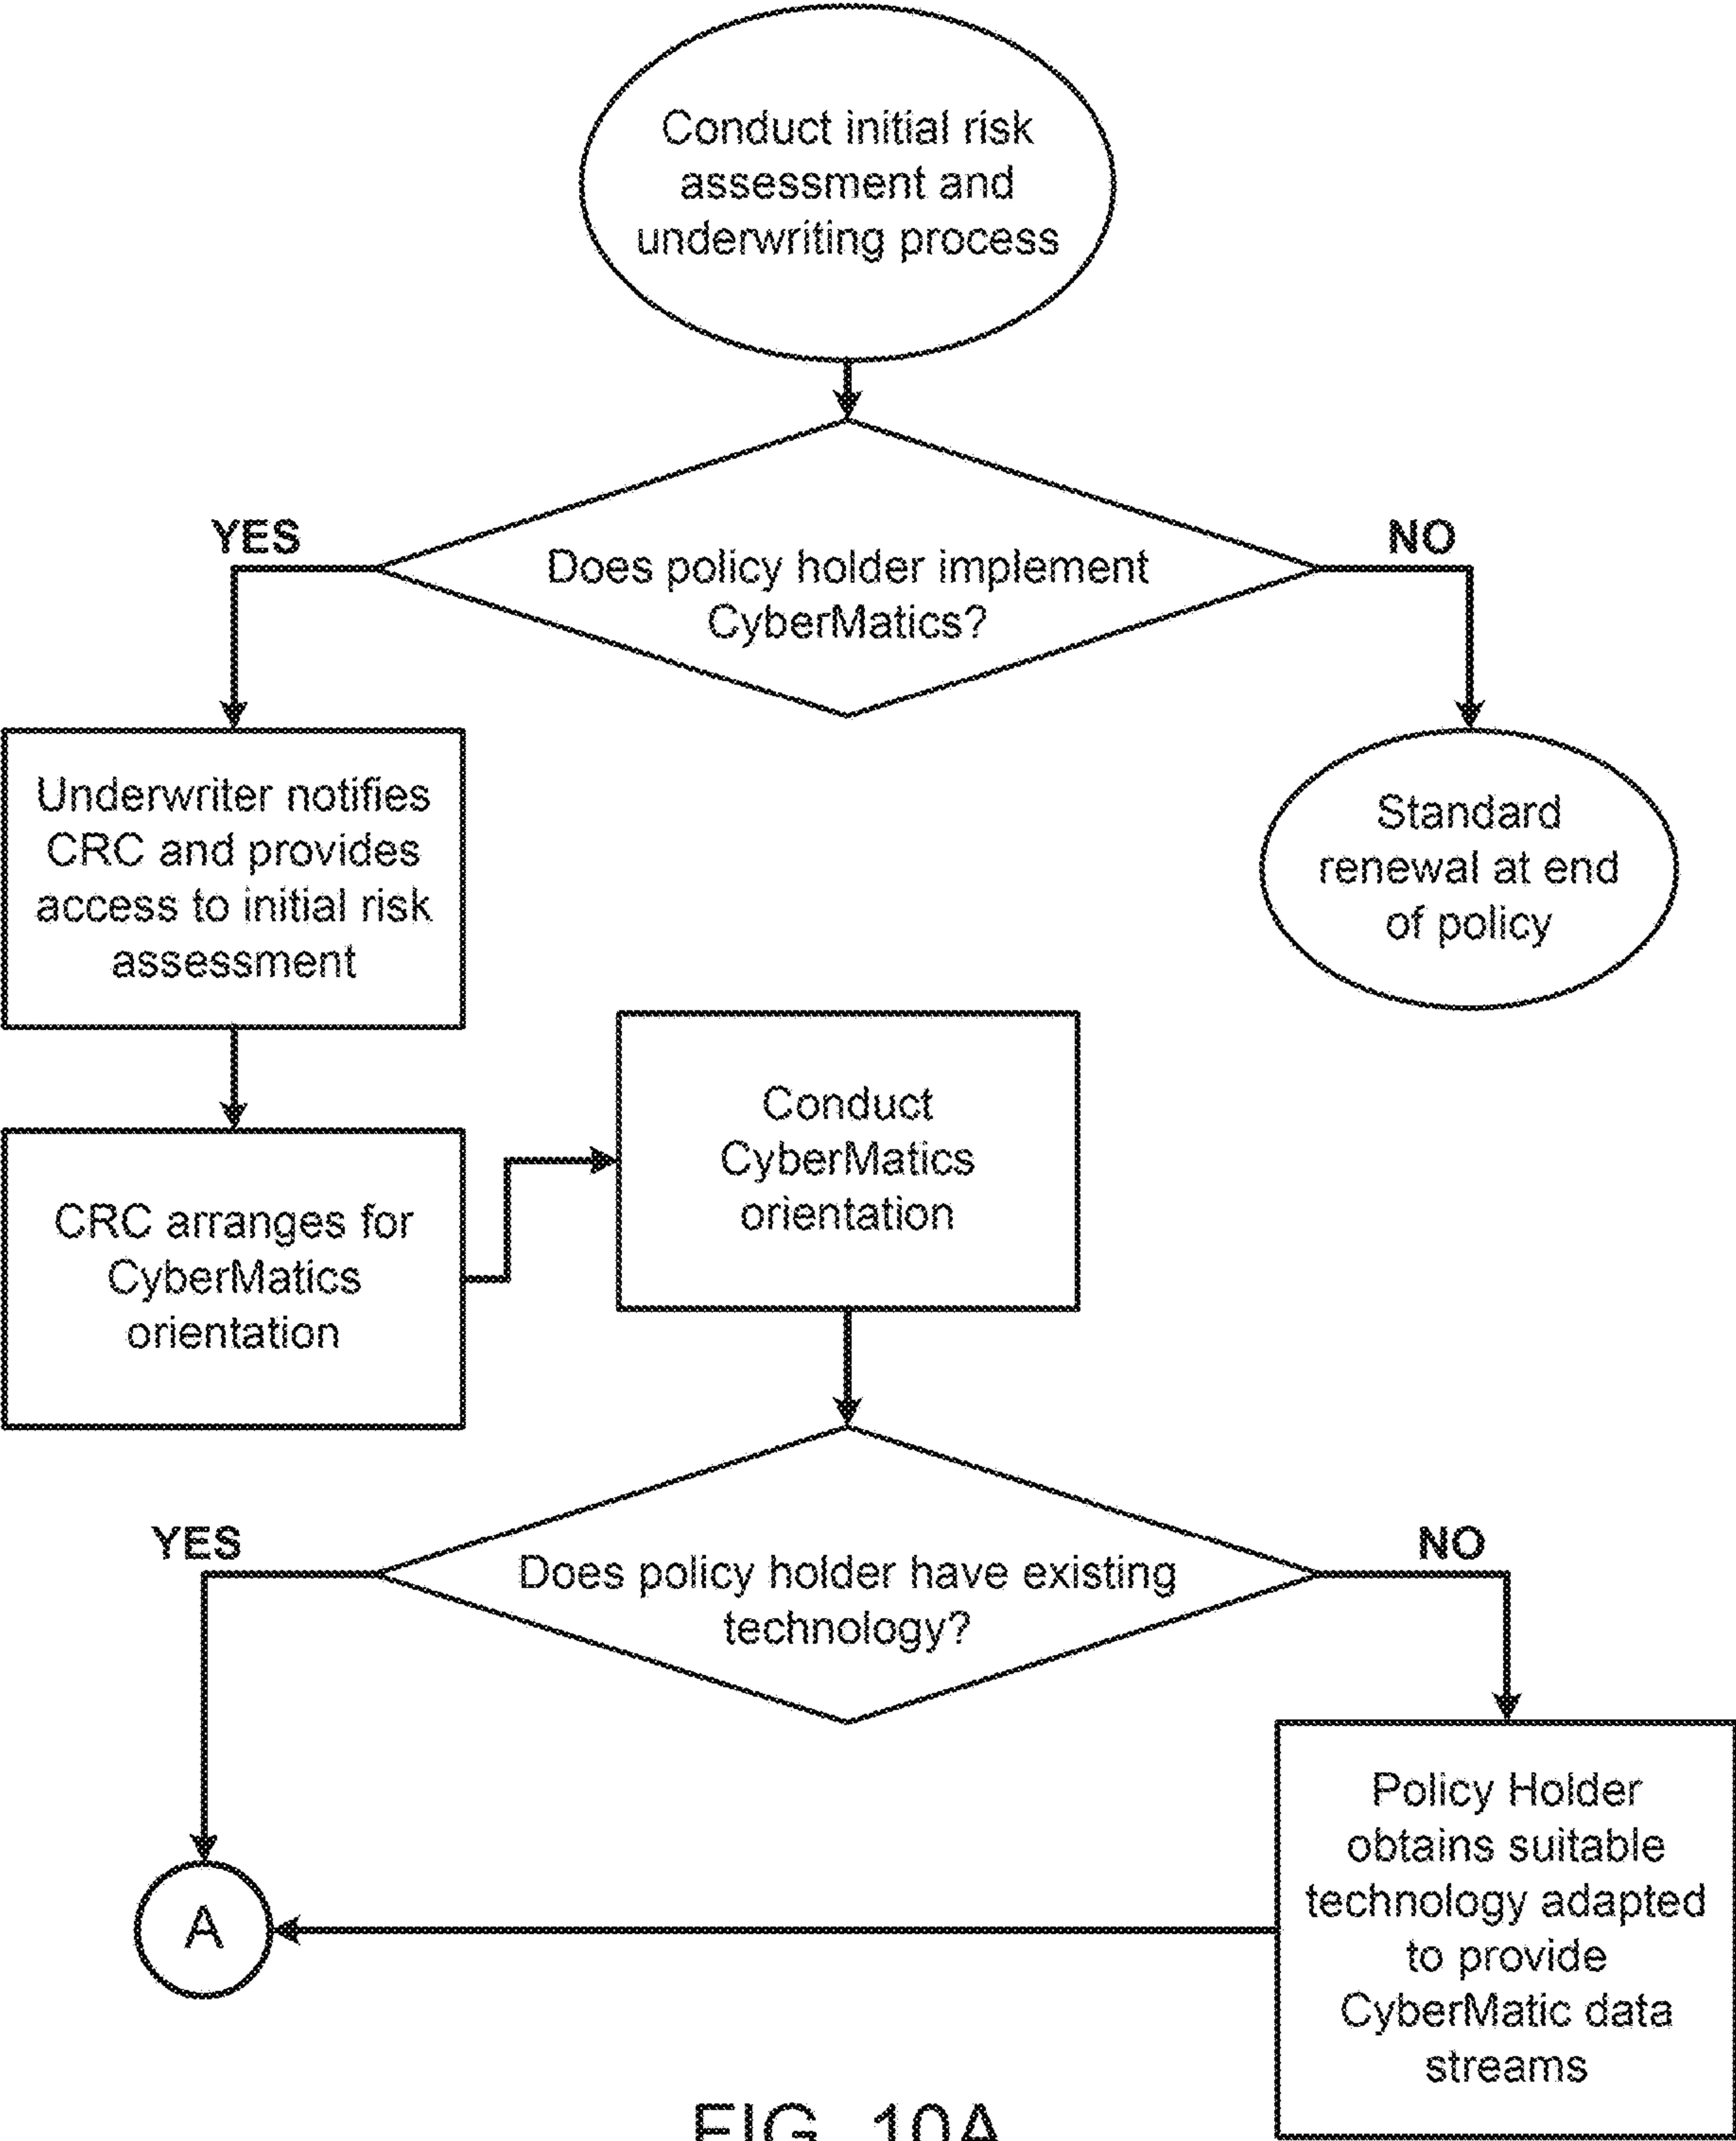 Conduct initial risk
assessment and
underwriting process
YES
NO
Does policy holder implement
CyberMatics?
Underwriter notifies
CRC and provides
access to initial risk
assessment
Standard
renewal at end
of policy
CRC arranges for
CyberMatics
orientation
Conduct
CyberMatics
orientation
YES
NO
Does policy holder have existing
technology?
Policy Holder
obtains suitable
technology adapted
to provide
CyberMatic data
streams
A
FIG. 10A